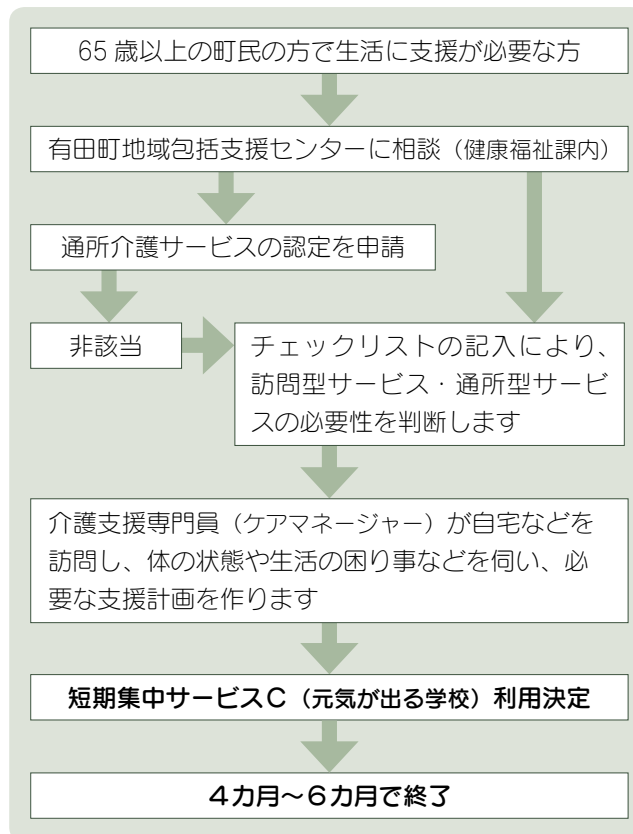 65歳以上の町民の方で生活に支援が必要な方
有田町地域包括支援センターに相談（健康福祉課内）
通所介護サービスの認定を申請
非該当
チェックリストの記入により、
訪問型サービス・通所型サービ
スの必要性を判断します
介護支援専門員（ケアマネージャー）が自宅などを
訪問し、体の状態や生活の困り事などを伺い、必
要な支援計画を作ります
短期集中サービスC（元気が出る学校）利用決定
4カ月～6カ月で終了